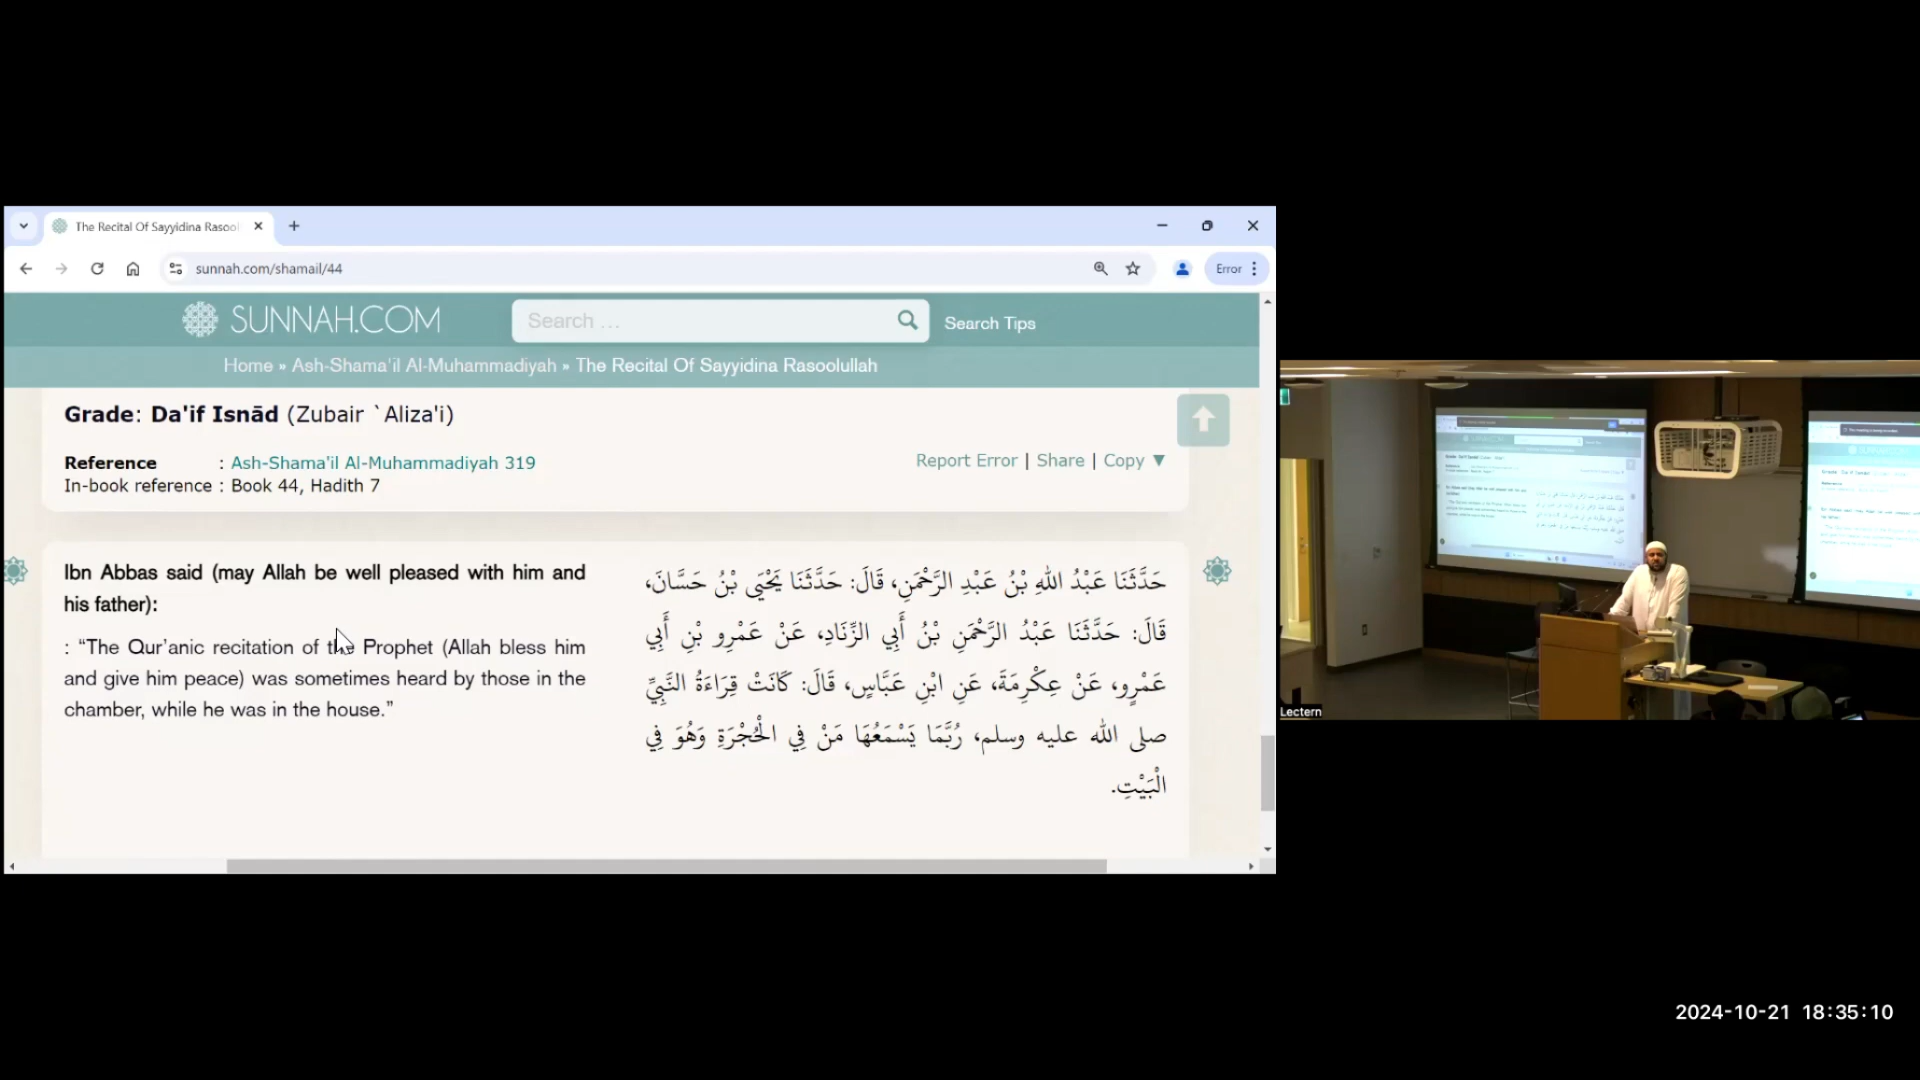 The Recital Of Sayyidina Rasool
sunnah.com/shamail/44
Error
SUNNAH.COM
Search ...
Search Tips
Home » Ash-Shama'il Al-Muhammadiyah » The Recital Of Sayyidina Rasoolullah
Grade: Da'if Isnād (Zubair `Aliza'i)
Reference : Ash-Shama'il Al-Muhammadiyah 319
Report Error | Share | Copy ▼
In-book reference : Book 44, Hadith 7
Ibn Abbas said (may Allah be well pleased with him and
his father):
: “The Qur’anic recitation of the Prophet (Allah bless him
and give him peace) was sometimes heard by those in the
chamber, while he was in the house.”
حَدَّثَنَا عَبْدُ اللهِ بْنُ عَبْدِ الرَّحْمَنِ، قَالَ: حَدَّثَنَا يَحْيَى بْنُ حَسَّانَ،
قَالَ: حَدَّثَنَا عَبْدُ الرَّحْمَنِ بْنُ أَبِي الزِّنَادِ، عَنْ عَمْرِو بْنِ أَبِي
عَمْرٍو، عَنْ عِكْرِمَةَ، عَنِ ابْنِ عَبَّاسٍ، قَالَ: كَانَتْ قِرَاءَةُ النَّبِيِّ
صلى الله عليه وسلم، رُبَّمَا يَسْمَعُهَا مَنْ فِي الْحُجْرَةِ وَهُوَ فِي
الْبَيْتِ.
Lectern
2024-10-21 18:35:10